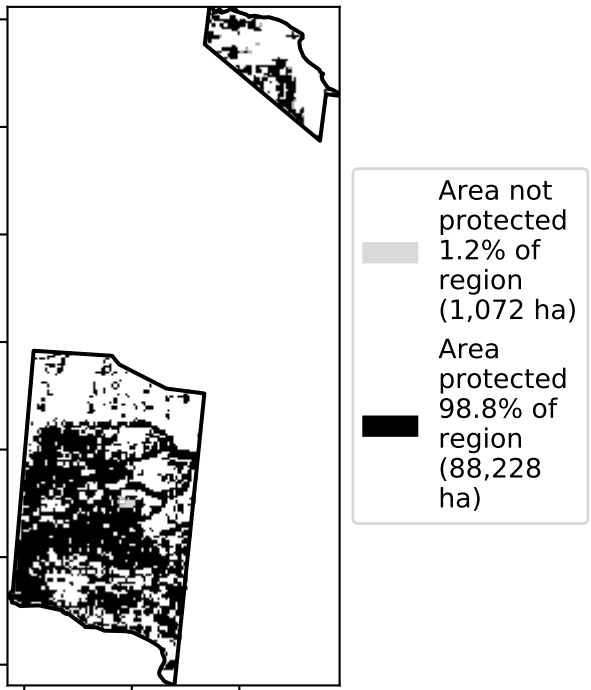 Area not
protected
1.2% of
region
(1,072 ha)
Area
protected
98.8% of
region
(88,228
ha)